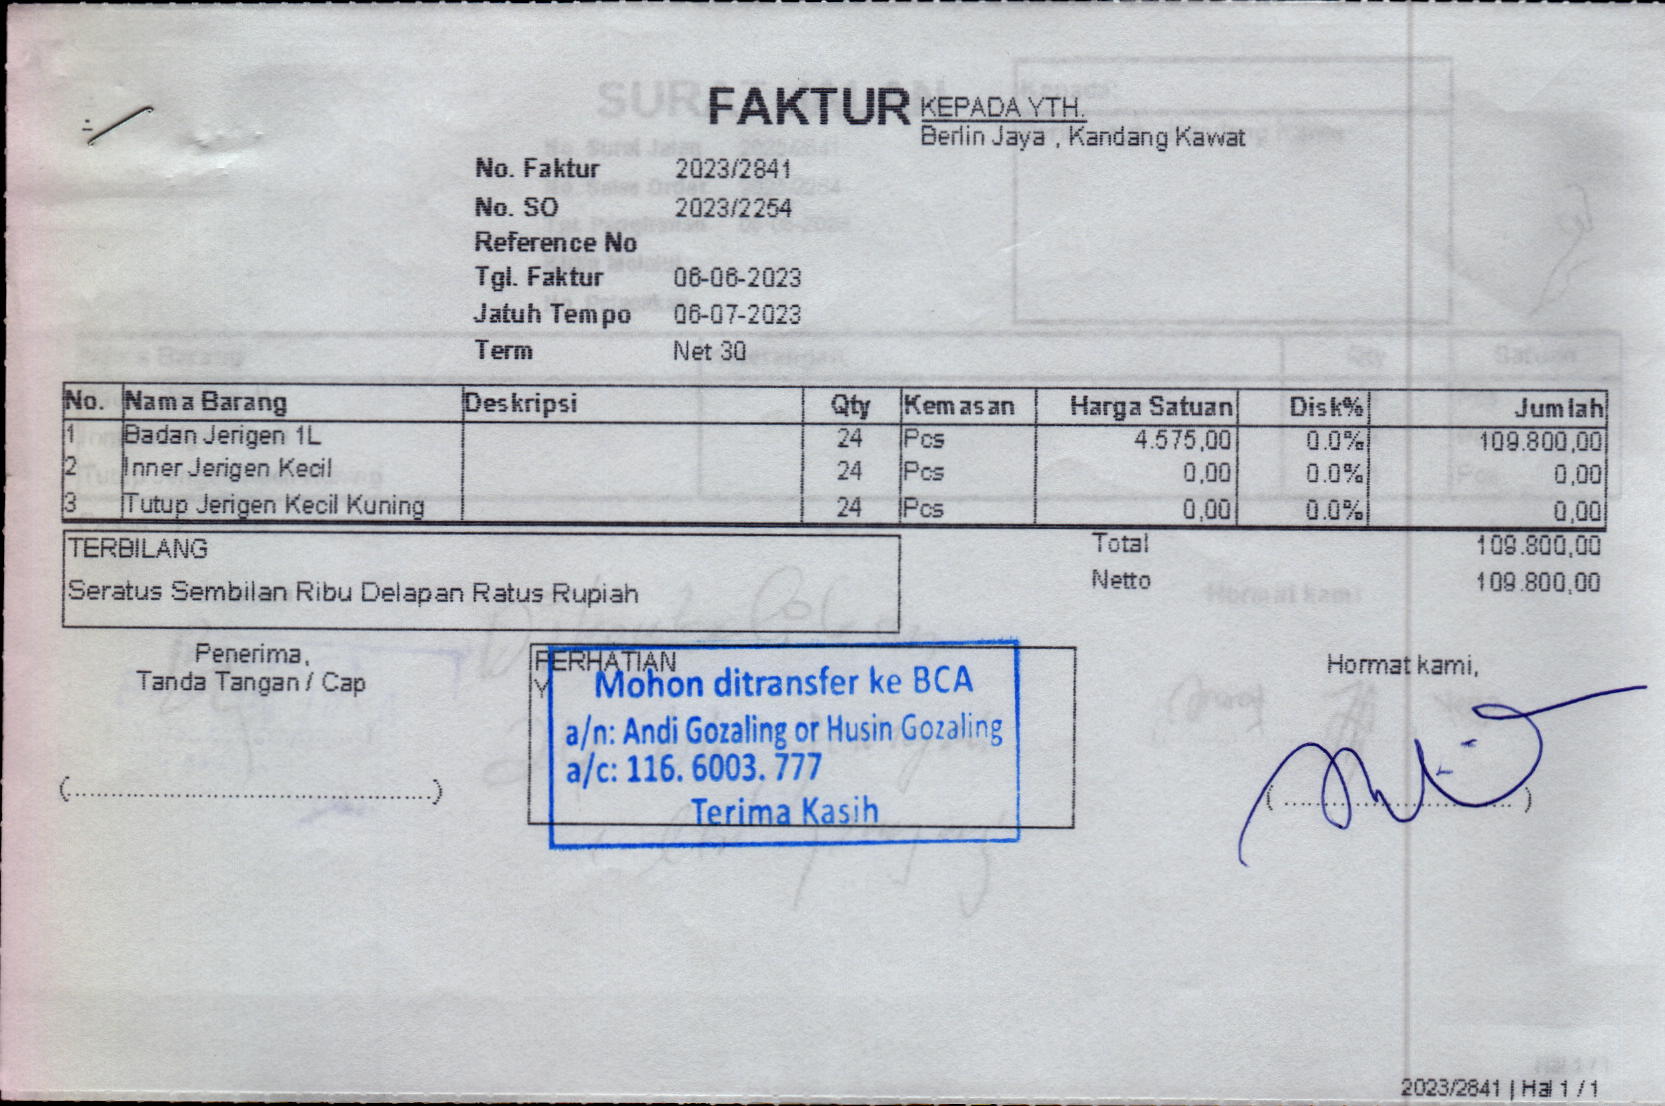 FAKTUR
KEPADA YTH.
Berlin Jaya , Kandang Kawat
No. Faktur 2023/2841
No. SO 2023/2254
Reference No
Tgl. Faktur 06-06-2023
Jatuh Tempo 06-07-2023
Term Net 30
No. Nama Barang Deskripsi Qty Kemasan Harga Satuan Disk% Jumlah
1 Badan Jerigen 1L 24 Pcs 4.575,00 0.0% 109.800,00
2 Inner Jerigen Kecil 24 Pcs 0,00 0.0% 0,00
3 Tutup Jerigen Kecil Kuning 24 Pcs 0,00 0.0% 0,00
TERBILANG
Seratus Sembilan Ribu Delapan Ratus Rupiah
Total 109.800,00
Netto 109.800,00
Penerima,
Tanda Tangan / Cap
(........................................)
PERHATIAN
Y
Mohon ditransfer ke BCA
a/n: Andi Gozaling or Husin Gozaling
a/c: 116. 6003. 777
Terima Kasih
Hormat kami,
(........................................)
2023/2841 | Hal 1 / 1